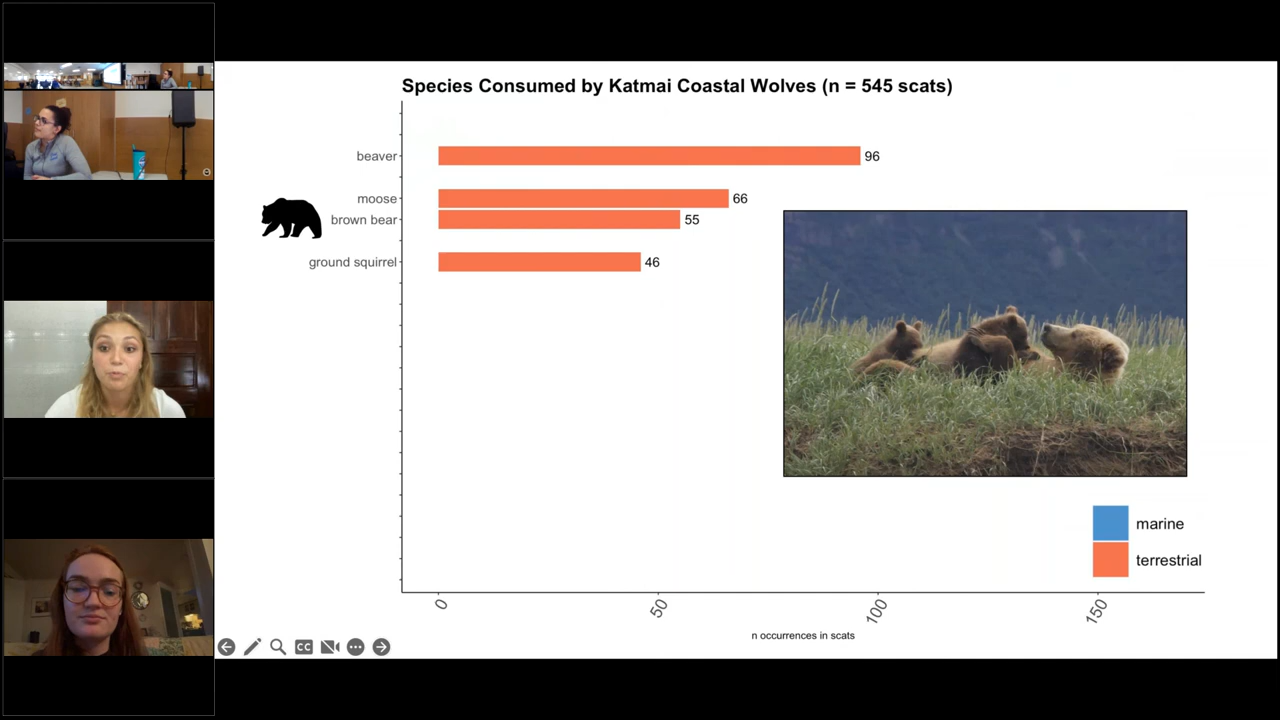 Species Consumed by Katmai Coastal Wolves (n = 545 scats)
beaver 96
moose 66
brown bear 55
ground squirrel 46
marine
terrestrial
0 50 100 150
n occurrences in scats
CC